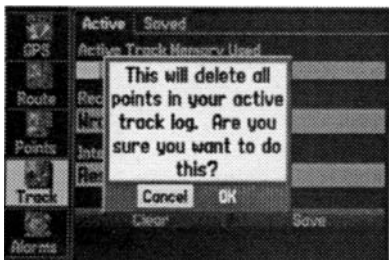 Active Saved
GPS
Active Track Memory Used
This will delete all
points in your active
track log. Are you
sure you want to do
this?
Cancel OK
Route
Points
Track
Clear Save
Alarms